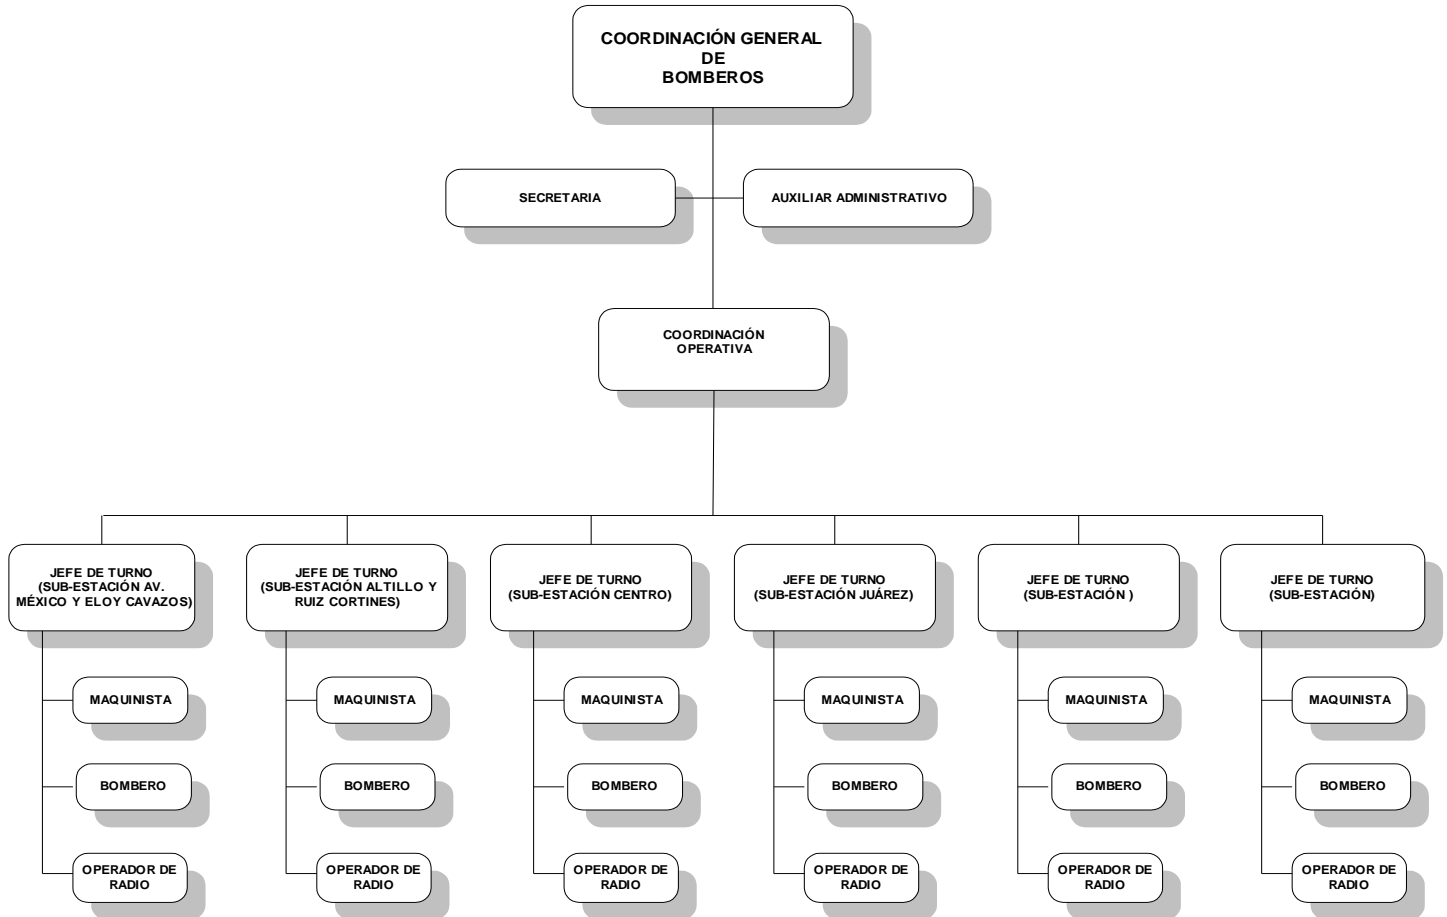 COORDINACIÓN GENERAL
DE
BOMBEROS
SECRETARIA
AUXILIAR ADMINISTRATIVO
COORDINACIÓN
OPERATIVA
JEFE DE TURNO
(SUB-ESTACIÓN AV.
MÉXICO Y ELOY CAVAZOS)
JEFE DE TURNO
(SUB-ESTACIÓN ALTILLO Y
RUIZ CORTINES)
JEFE DE TURNO
(SUB-ESTACIÓN CENTRO)
JEFE DE TURNO
(SUB-ESTACIÓN JUÁREZ)
JEFE DE TURNO
(SUB-ESTACIÓN )
JEFE DE TURNO
(SUB-ESTACIÓN)
MAQUINISTA
MAQUINISTA
MAQUINISTA
MAQUINISTA
MAQUINISTA
MAQUINISTA
BOMBERO
BOMBERO
BOMBERO
BOMBERO
BOMBERO
BOMBERO
OPERADOR DE
RADIO
OPERADOR DE
RADIO
OPERADOR DE
RADIO
OPERADOR DE
RADIO
OPERADOR DE
RADIO
OPERADOR DE
RADIO